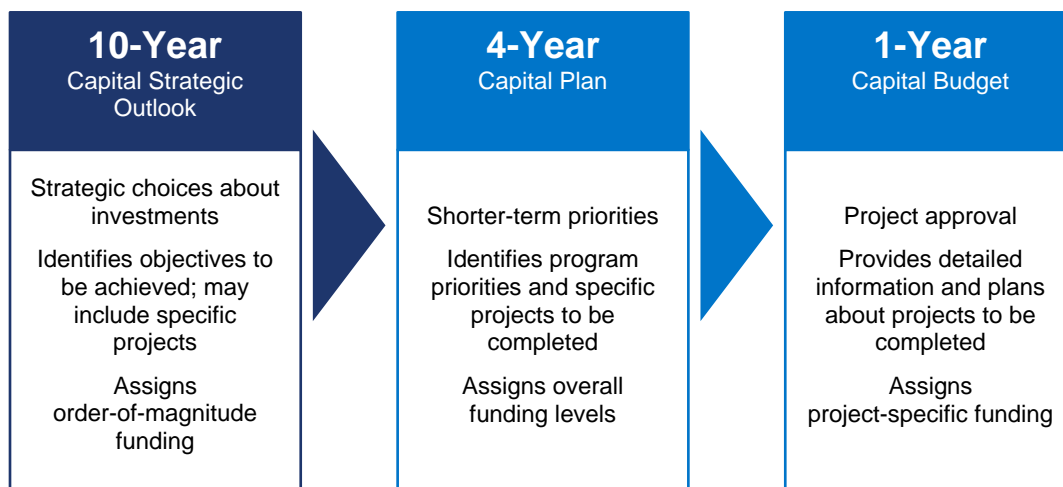 10-Year
Capital Strategic
Outlook
Strategic choices about
investments
Identifies objectives to
be achieved; may
include specific
projects
Assigns
order-of-magnitude
funding
4-Year
Capital Plan
Shorter-term priorities
Identifies program
priorities and specific
projects to be
completed
Assigns overall
funding levels
1-Year
Capital Budget
Project approval
Provides detailed
information and plans
about projects to be
completed
Assigns
project-specific funding